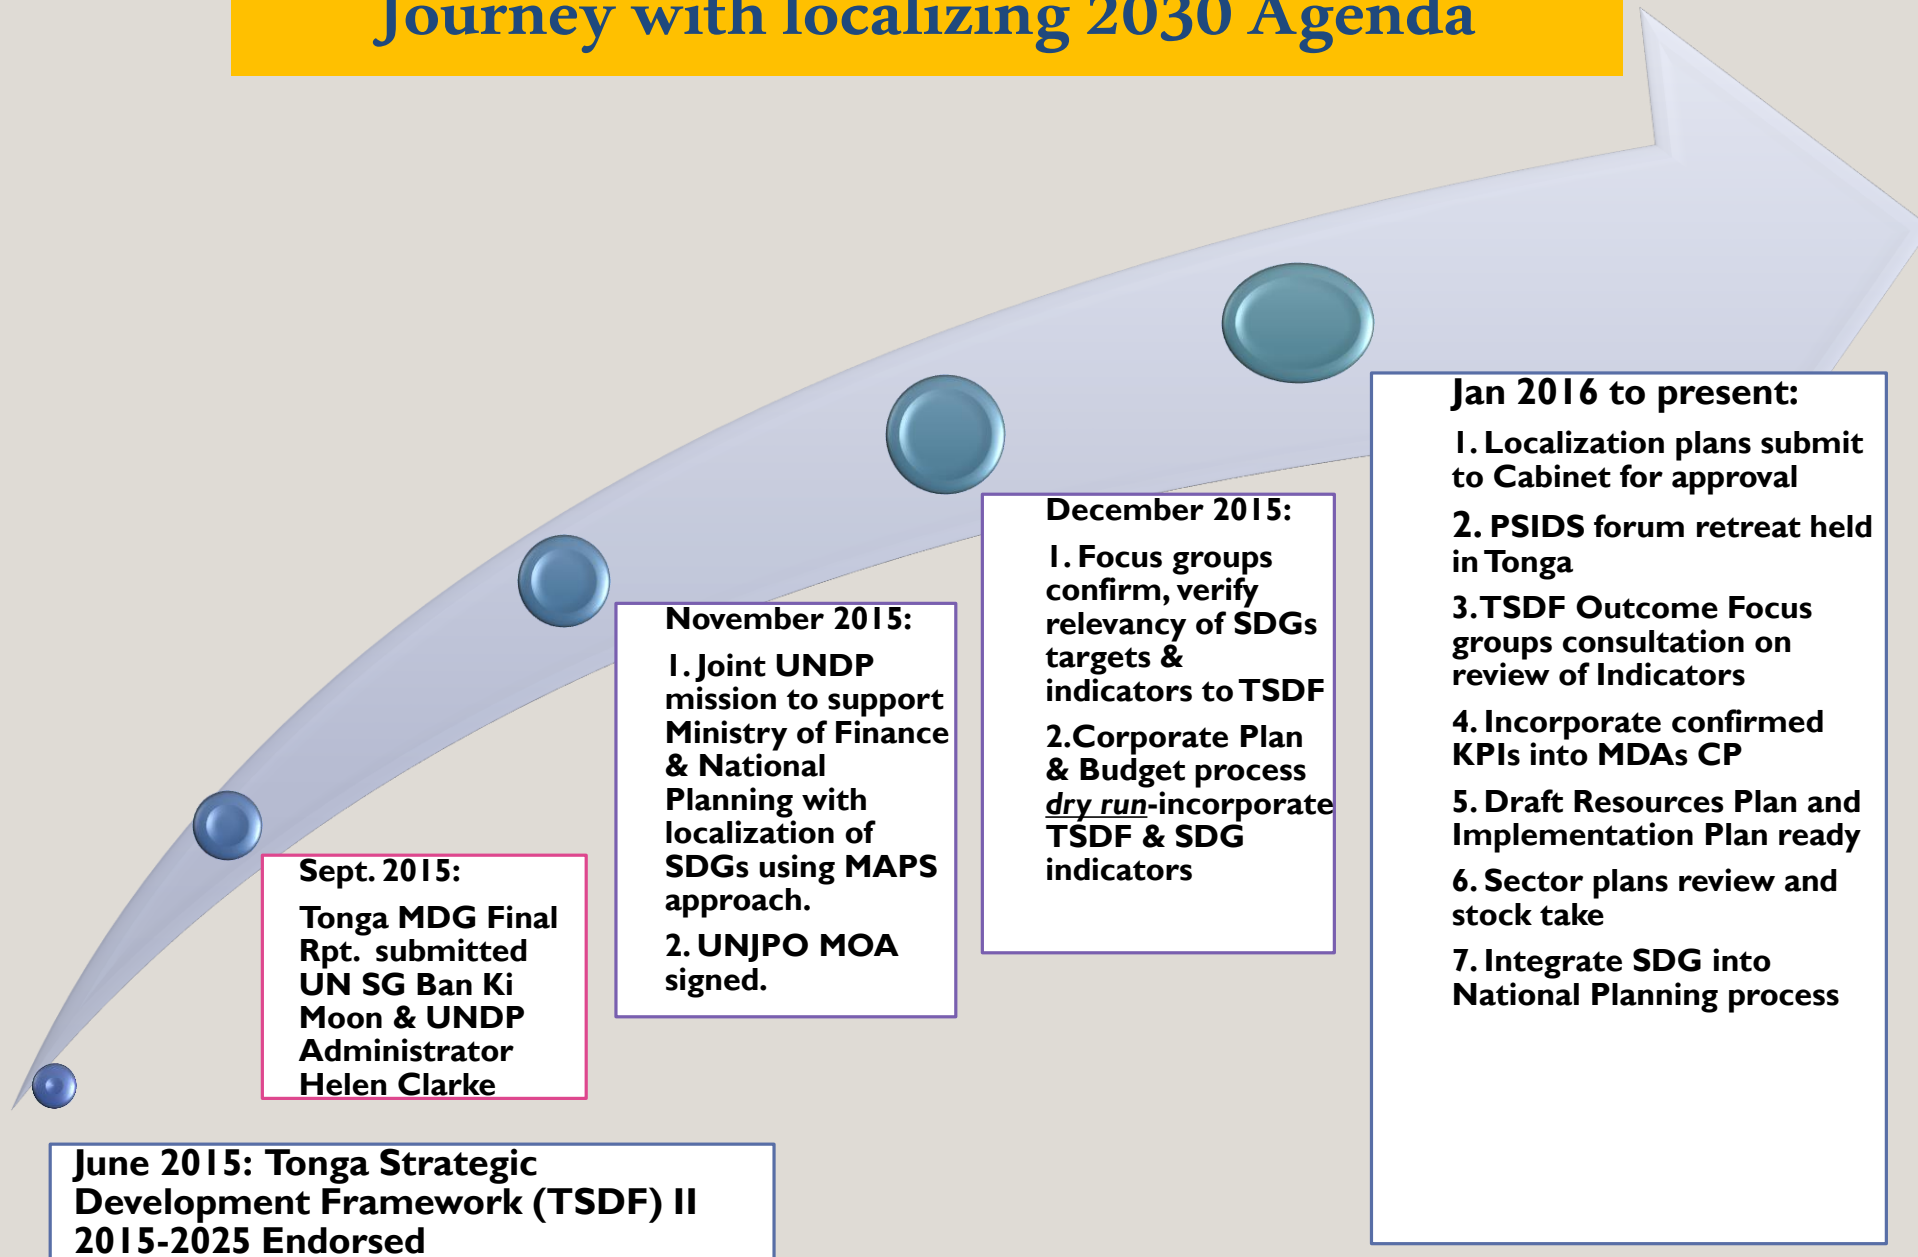 Journey with localizing 2030 Agenda
June 2015: Tonga Strategic
Development Framework (TSDF) II
2015-2025 Endorsed
Sept. 2015:
Tonga MDG Final
Rpt. submitted
UN SG Ban Ki
Moon & UNDP
Administrator
Helen Clarke
November 2015:
1. Joint UNDP
mission to support
Ministry of Finance
& National
Planning with
localization of
SDGs using MAPS
approach.
2. UNJPO MOA
signed.
December 2015:
1. Focus groups
confirm, verify
relevancy of SDGs
targets &
indicators to TSDF
2.Corporate Plan
& Budget process
dry run-incorporate
TSDF & SDG
indicators
Jan 2016 to present:
1. Localization plans submit
to Cabinet for approval
2. PSIDS forum retreat held
in Tonga
3.TSDF Outcome Focus
groups consultation on
review of Indicators
4. Incorporate confirmed
KPIs into MDAs CP
5. Draft Resources Plan and
Implementation Plan ready
6. Sector plans review and
stock take
7. Integrate SDG into
National Planning process